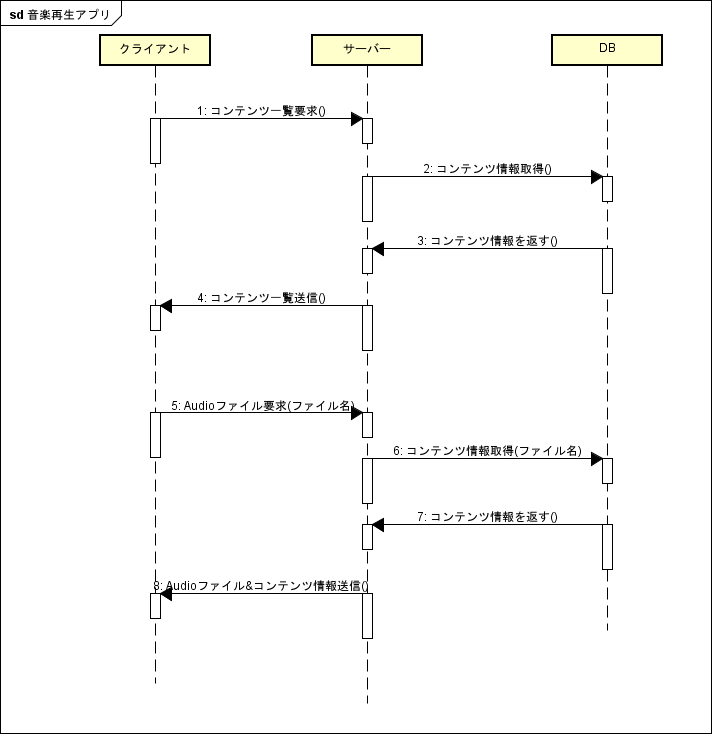 sd 音楽再生アプリ
クライアント
サーバー
DB
1: コンテンツ一覧要求()
2: コンテンツ情報取得()
3: コンテンツ情報を返す()
4: コンテンツ一覧送信()
5: Audioファイル要求(ファイル名)
6: コンテンツ情報取得(ファイル名)
7: コンテンツ情報を返す()
8: Audioファイル&コンテンツ情報送信()